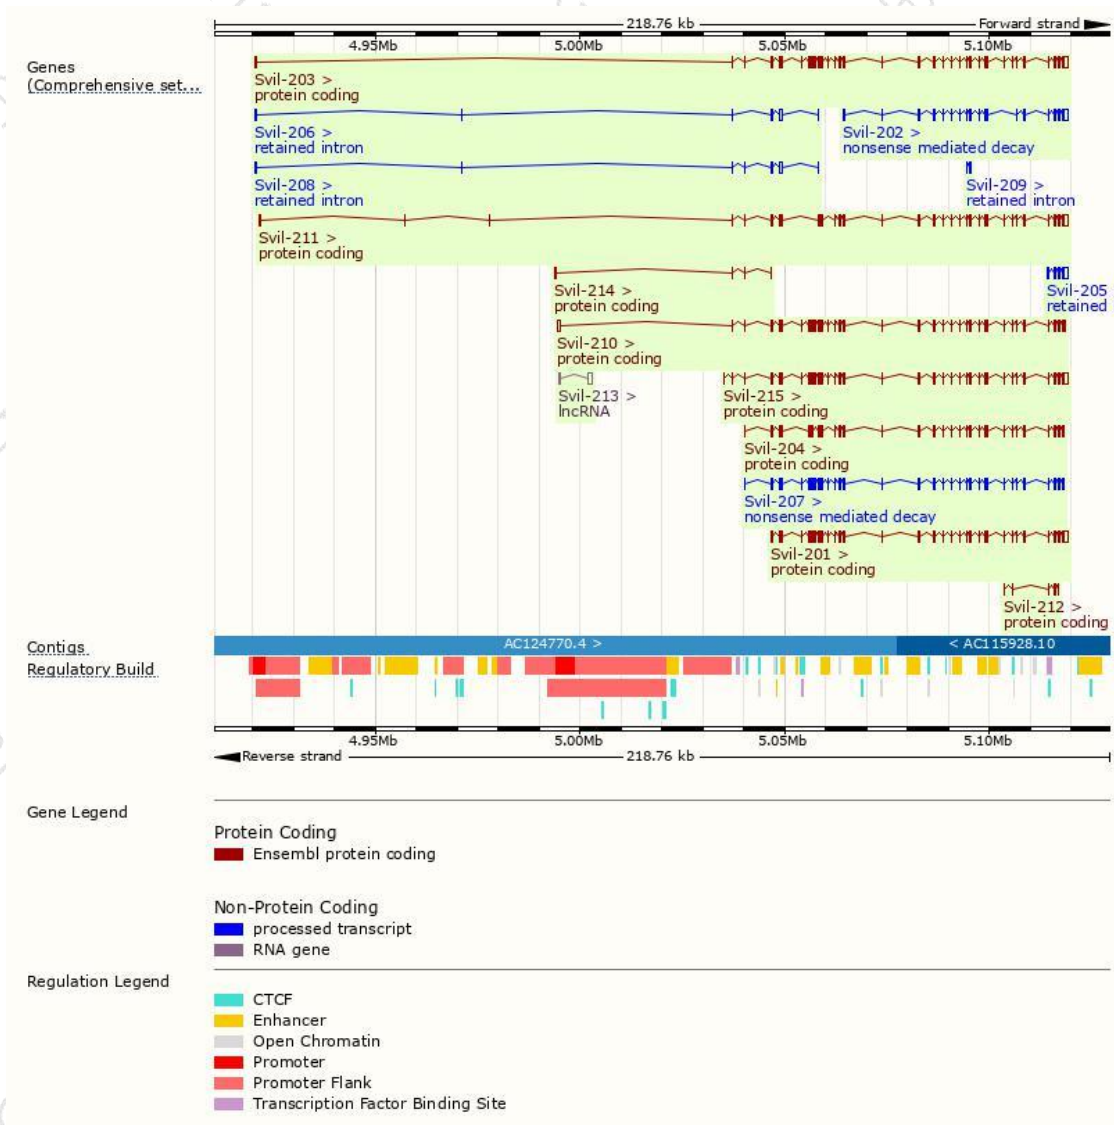 218.76 kb
Forward strand
4.95Mb 5.00Mb 5.05Mb 5.10Mb
Genes
(Comprehensive set...
Svil-203 >
protein coding
Svil-206 >
retained intron
Svil-202 >
nonsense mediated decay
Svil-208 >
retained intron
Svil-209 >
retained intron
Svil-211 >
protein coding
Svil-214 >
protein coding
Svil-205
retained
Svil-210 >
protein coding
Svil-213 >
lncRNA
Svil-215 >
protein coding
Svil-204 >
protein coding
Svil-207 >
nonsense mediated decay
Svil-201 >
protein coding
Svil-212 >
protein coding
Contigs
AC124770.4 >
< AC115928.10
Regulatory Build
4.95Mb 5.00Mb 5.05Mb 5.10Mb
Reverse strand
218.76 kb
Gene Legend
Protein Coding
Ensembl protein coding
Non-Protein Coding
processed transcript
RNA gene
Regulation Legend
CTCF
Enhancer
Open Chromatin
Promoter
Promoter Flank
Transcription Factor Binding Site